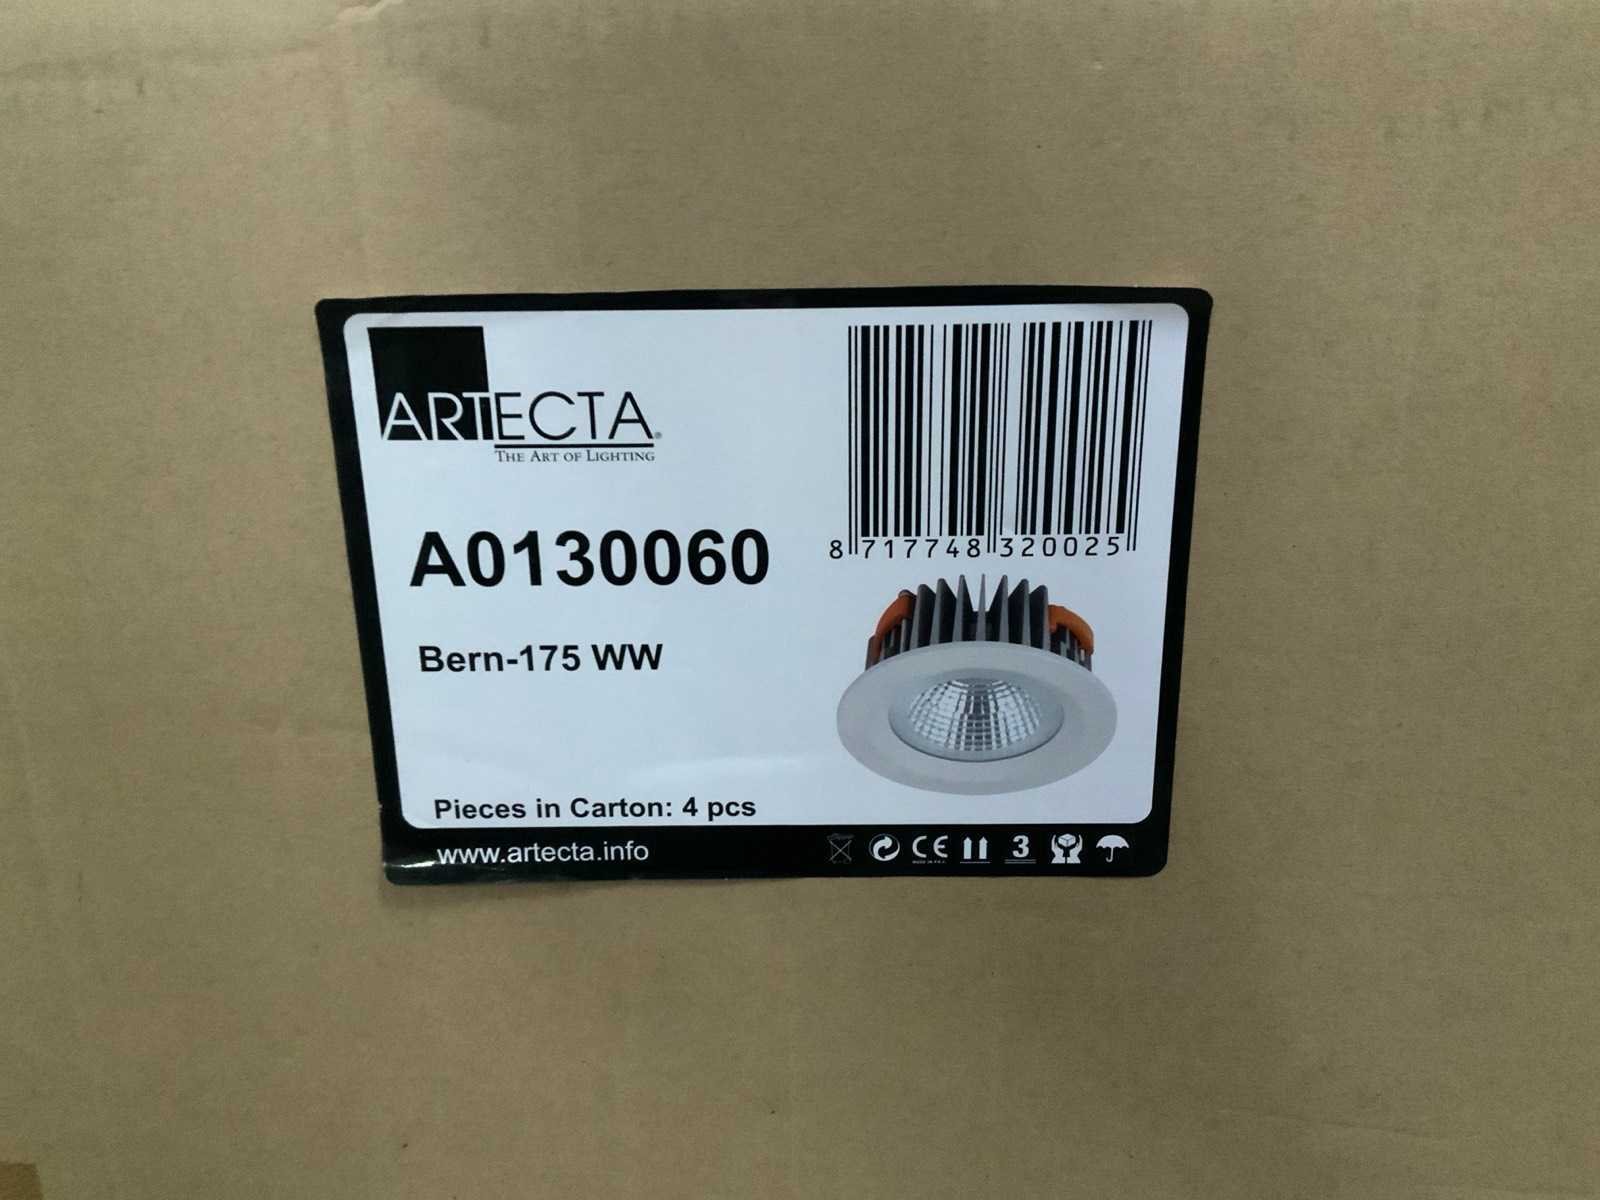 ARTECTA®
THE ART OF LIGHTING
8 717748 320025
A0130060
Bern-175 WW
Pieces in Carton: 4 pcs
www.artecta.info
CE
3